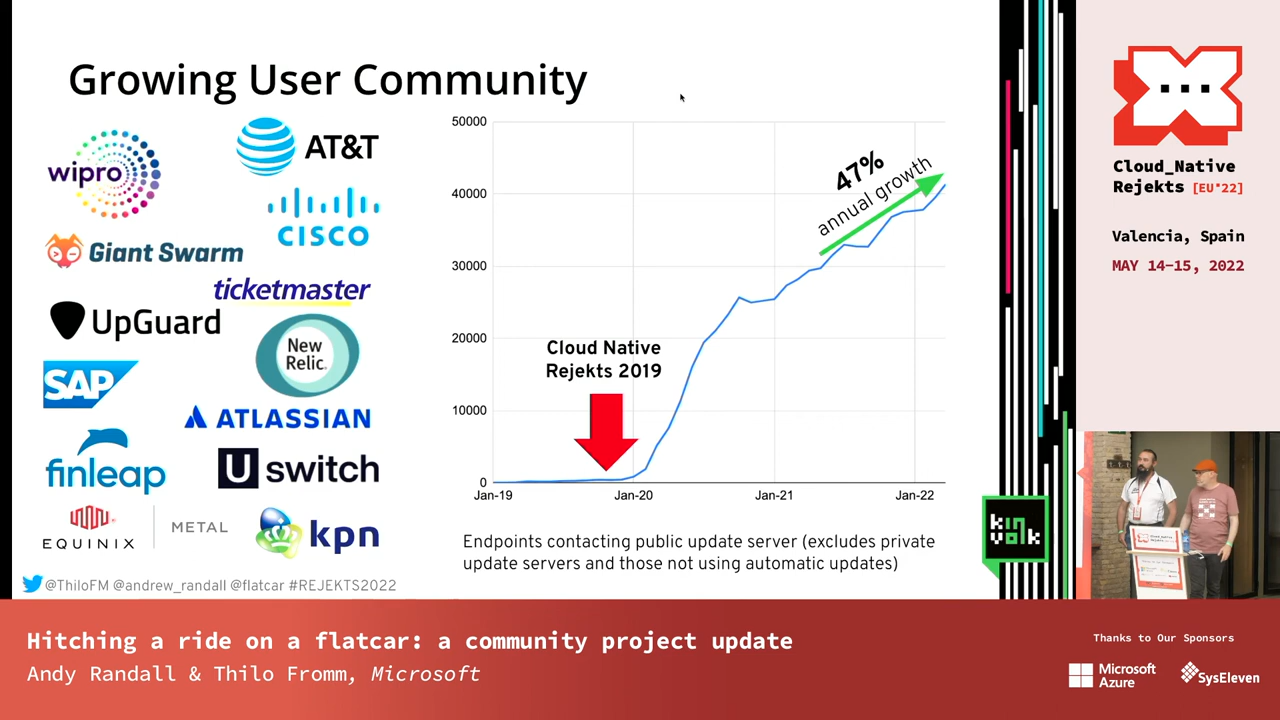 Growing User Community
wipro
AT&T
CISCO
Giant Swarm
ticketmaster
UpGuard
New
Relic.
SAP
ATLASSIAN
finleap
U switch
EQUINIX
METAL
kpn
50000
40000
30000
20000
10000
0
Jan-19
Jan-20
Jan-21
Jan-22
47%
annual growth
Cloud Native
Rejekts 2019
Endpoints contacting public update server (excludes private
update servers and those not using automatic updates)
@ThiloFM @andrew_randall @flatcar #REJEKTS2022
kinvolk
Cloud_Native
Rejekts [EU*22]
Valencia, Spain
MAY 14-15, 2022
Hitching a ride on a flatcar: a community project update
Andy Randall & Thilo Fromm, Microsoft
Thanks to Our Sponsors
Microsoft
Azure
SysEleven